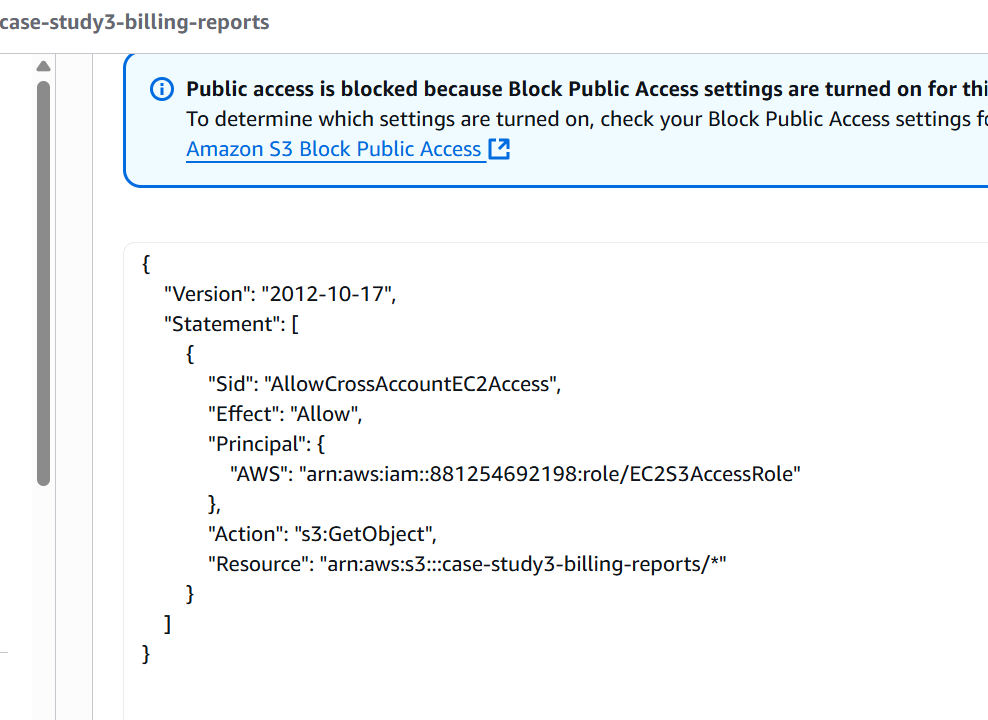 case-study3-billing-reports
Public access is blocked because Block Public Access settings are turned on for thi
To determine which settings are turned on, check your Block Public Access settings fo
Amazon S3 Block Public Access
{
"Version": "2012-10-17",
"Statement": [
{
"Sid": "AllowCrossAccountEC2Access",
"Effect": "Allow",
"Principal": {
"AWS": "arn:aws:iam::881254692198:role/EC2S3AccessRole"
},
"Action": "s3:GetObject",
"Resource": "arn:aws:s3:::case-study3-billing-reports/*"
}
]
}